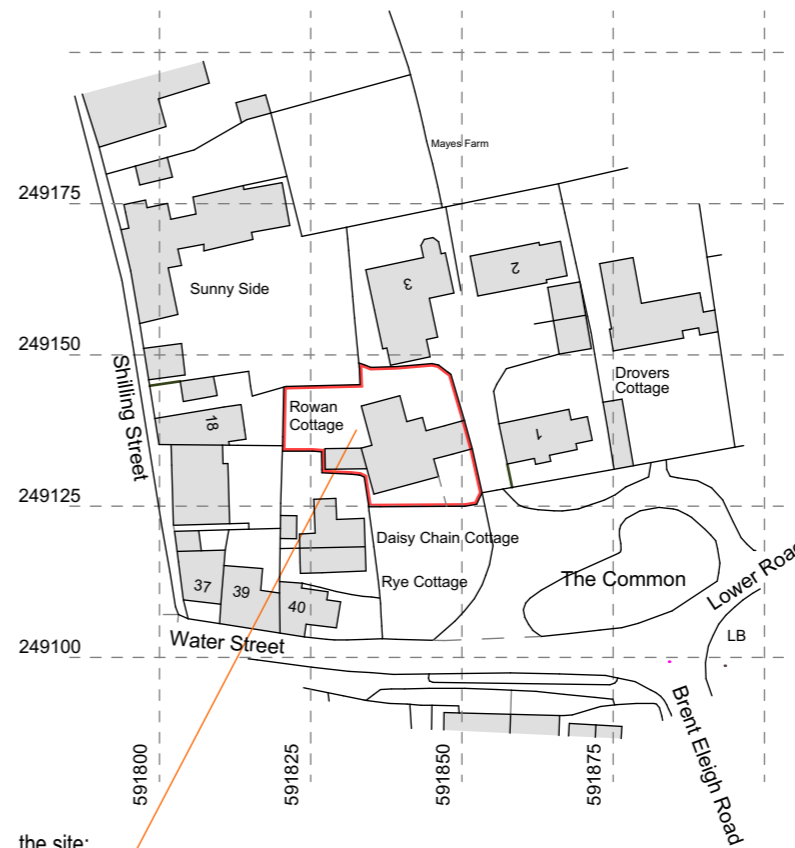 Mayes Farm
249175
3
2
Sunny Side
249150
Shilling Street
Drovers
Cottage
Rowan
Cottage
18
1
249125
Daisy Chain Cottage
The Common
Rye Cottage
Lower Road
37
39
40
Water Street
LB
249100
Brent Eleigh Road
591800
591825
591850
591875
the site: